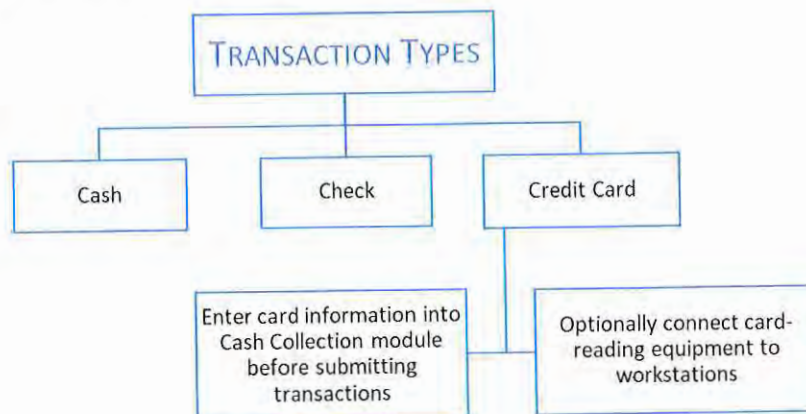 TRANSACTION TYPES
Cash
Check
Credit Card
Enter card information into
Cash Collection module
before submitting
transactions
Optionally connect card-
reading equipment to
workstations